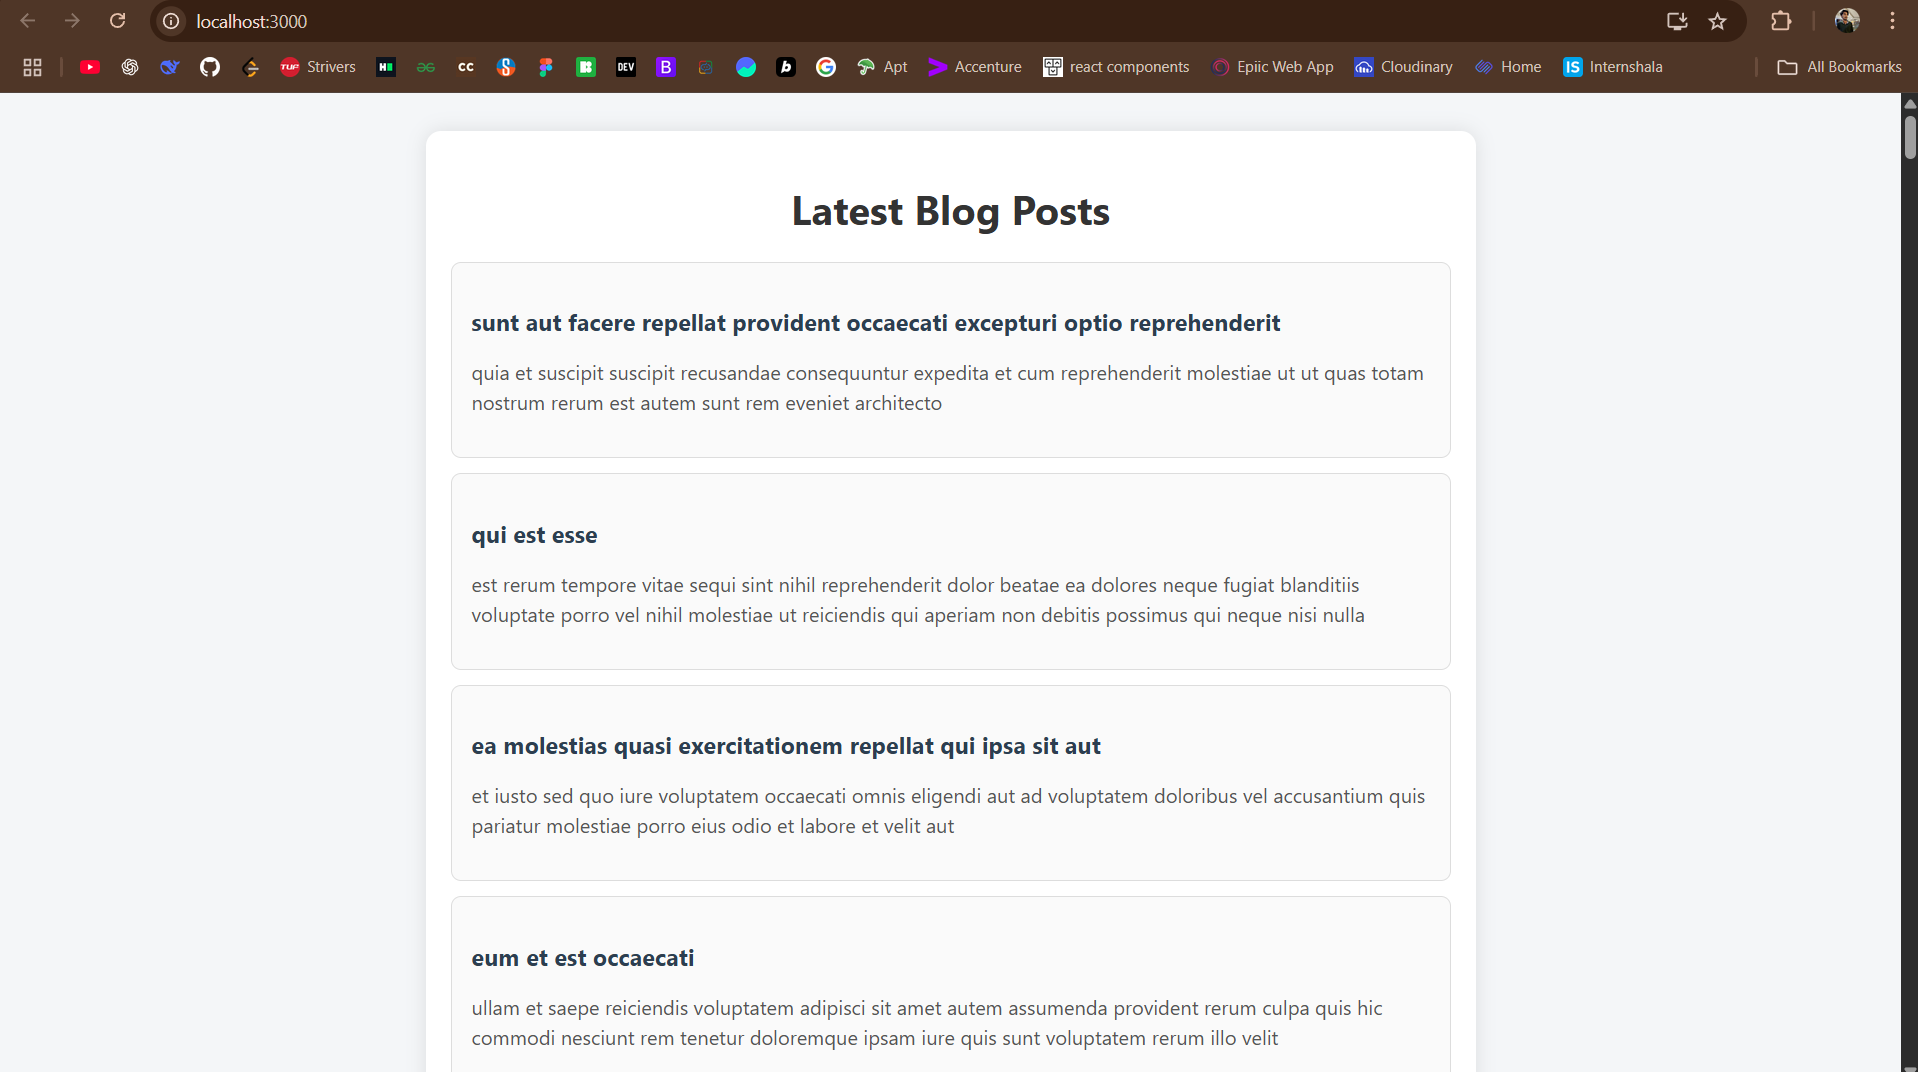 localhost:3000
TUF Strivers
CC
DEV
B
b
Apt
Accenture
react components
Epiic Web App
Cloudinary
Home
IS Internshala
All Bookmarks
Latest Blog Posts
sunt aut facere repellat provident occaecati excepturi optio reprehenderit
quia et suscipit suscipit recusandae consequuntur expedita et cum reprehenderit molestiae ut ut quas totam
nostrum rerum est autem sunt rem eveniet architecto
qui est esse
est rerum tempore vitae sequi sint nihil reprehenderit dolor beatae ea dolores neque fugiat blanditiis
voluptate porro vel nihil molestiae ut reiciendis qui aperiam non debitis possimus qui neque nisi nulla
ea molestias quasi exercitationem repellat qui ipsa sit aut
et iusto sed quo iure voluptatem occaecati omnis eligendi aut ad voluptatem doloribus vel accusantium quis
pariatur molestiae porro eius odio et labore et velit aut
eum et est occaecati
ullam et saepe reiciendis voluptatem adipisci sit amet autem assumenda provident rerum culpa quis hic
commodi nesciunt rem tenetur doloremque ipsam iure quis sunt voluptatem rerum illo velit